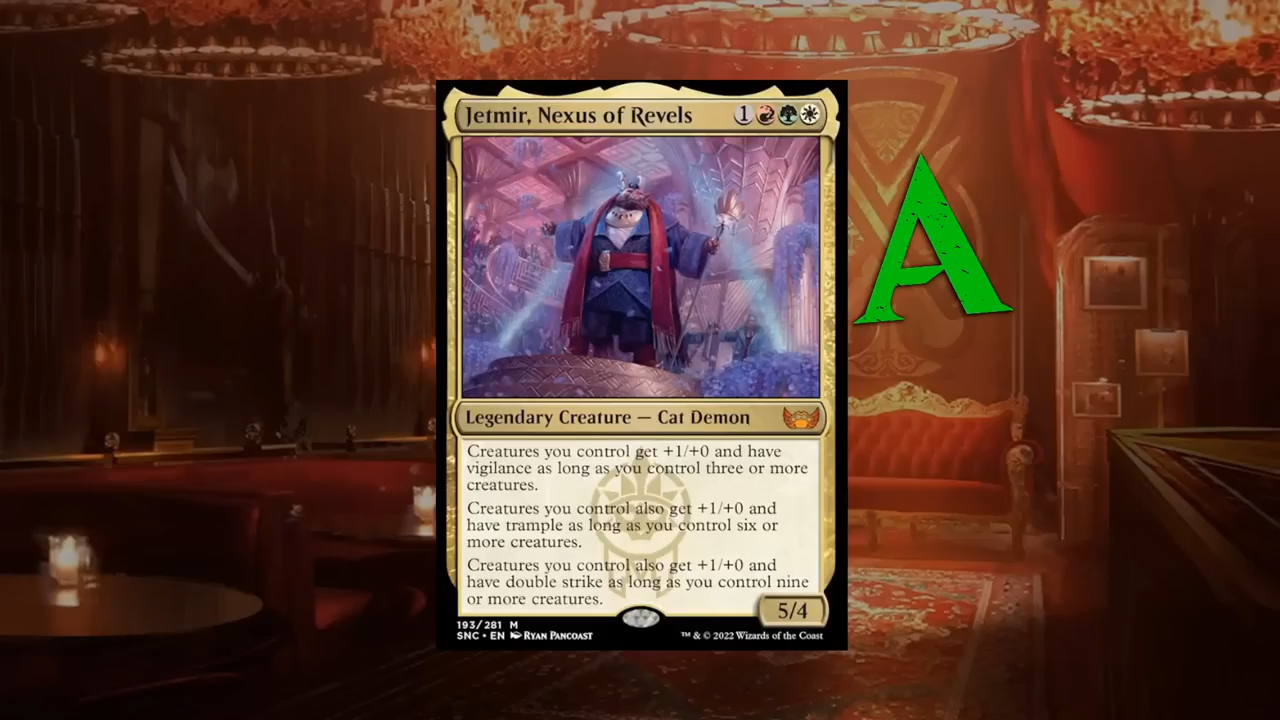 Jetmir, Nexus of Revels 1
A
Legendary Creature — Cat Demon
Creatures you control get +1/+0 and have
vigilance as long as you control three or more
creatures.
Creatures you control also get +1/+0 and
have trample as long as you control six or
more creatures.
Creatures you control also get +1/+0 and
have double strike as long as you control nine
or more creatures.
5/4
193/281 M
SNC • EN Ryan Pancoast
™ & © 2022 Wizards of the Coast